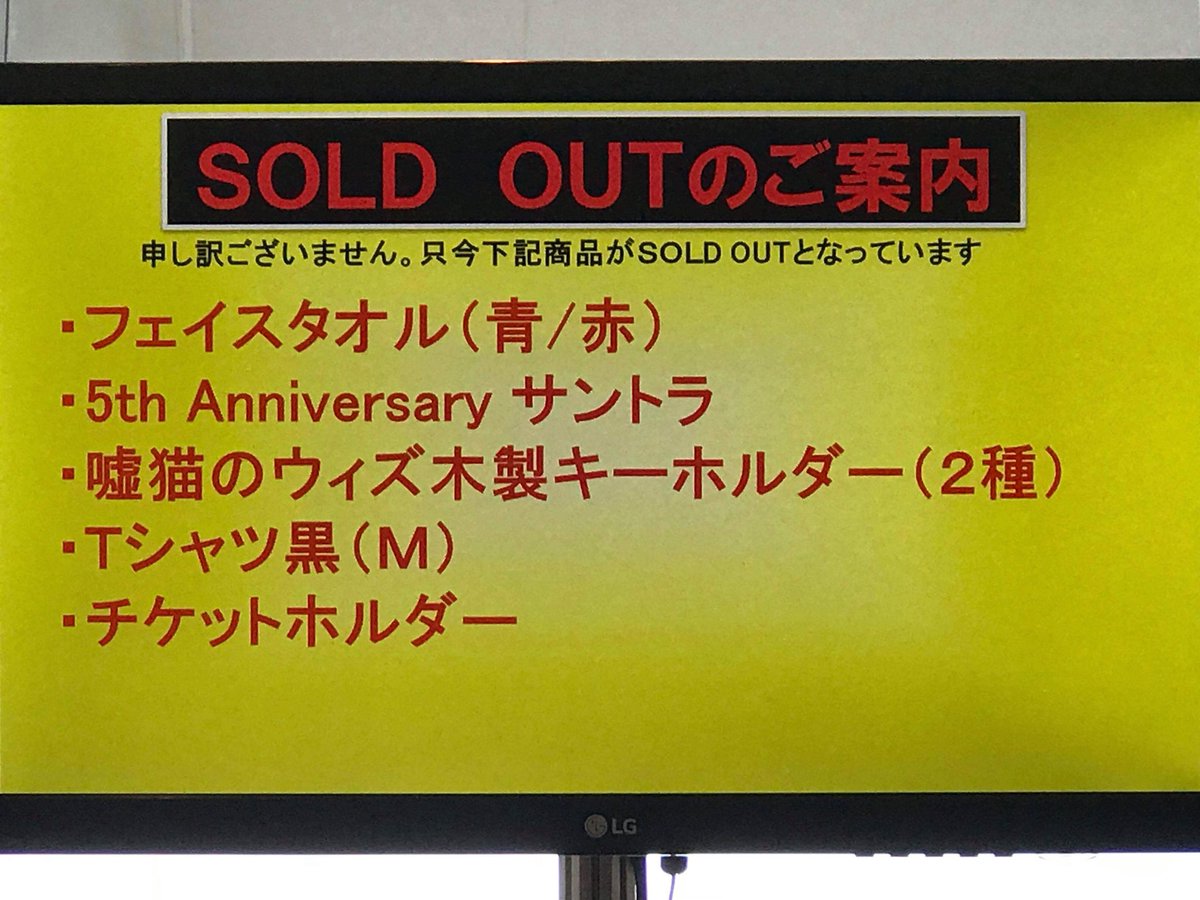 SOLD OUTのご案内
申し訳ございません。只今下記商品がSOLD OUTとなっています
・フェイスタオル（青/赤）
・5th Anniversary サントラ
・嘘猫のウィズ木製キーホルダー（２種）
・Ｔシャツ黒（Ｍ）
・チケットホルダー
LG